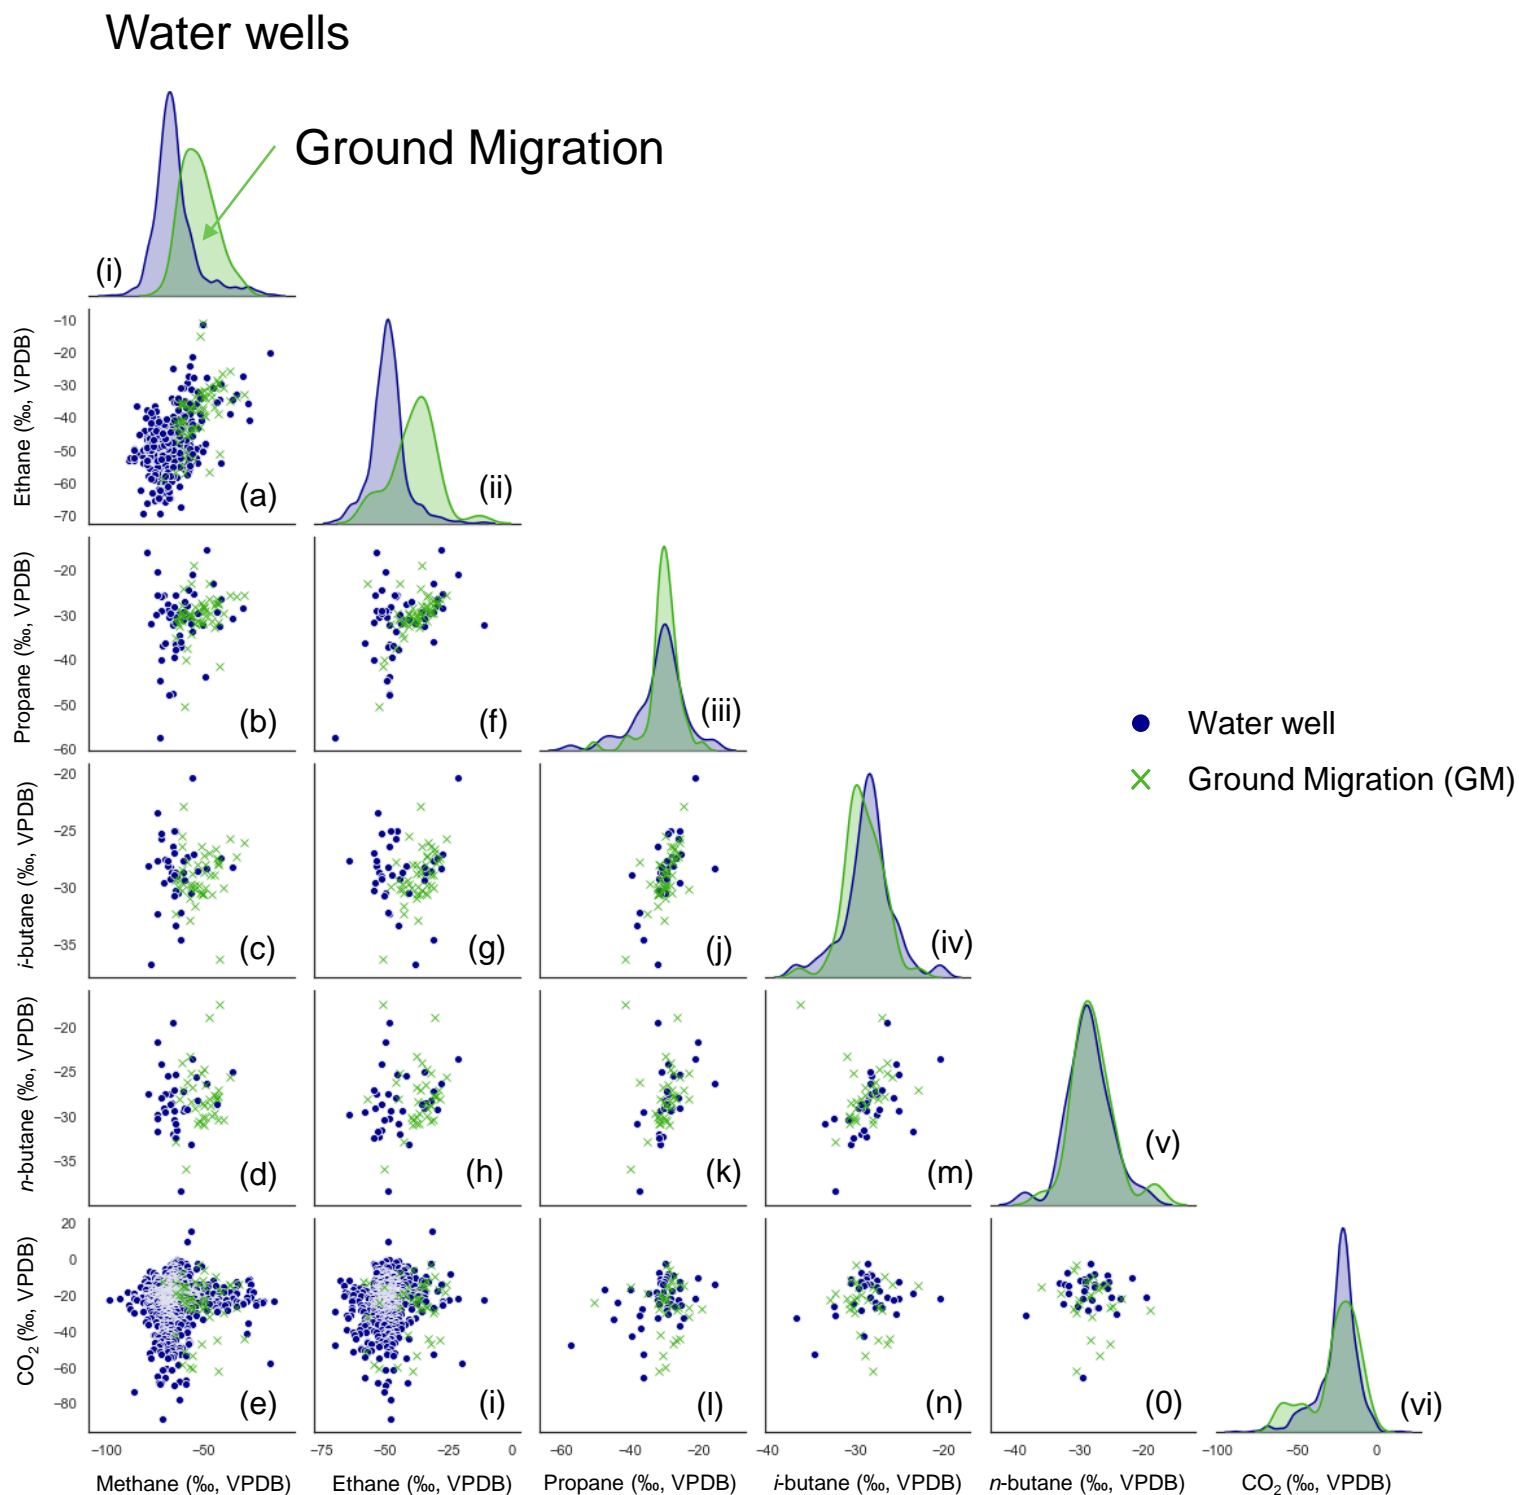 Water wells
Ground Migration
(i)
Ethane (‰, VPDB)
−10
−20
−30
−40
−50
−60
−70
(a)
(ii)
Propane (‰, VPDB)
−20
−30
−40
−50
−60
(b)
(f)
(iii)
Water well
Ground Migration (GM)
i-butane (‰, VPDB)
−20
−25
−30
−35
(c)
(g)
(j)
(iv)
n-butane (‰, VPDB)
−20
−25
−30
−35
(d)
(h)
(k)
(m)
(v)
CO2 (‰, VPDB)
20
0
−20
−40
−60
−80
(e)
(i)
(l)
(n)
(0)
(vi)
−100 −50 −75 −50 −25 0 −60 −40 −20 −40 −30 −20 −40 −30 −20 −100 −50 0
Methane (‰, VPDB) Ethane (‰, VPDB) Propane (‰, VPDB) i-butane (‰, VPDB) n-butane (‰, VPDB) CO2 (‰, VPDB)